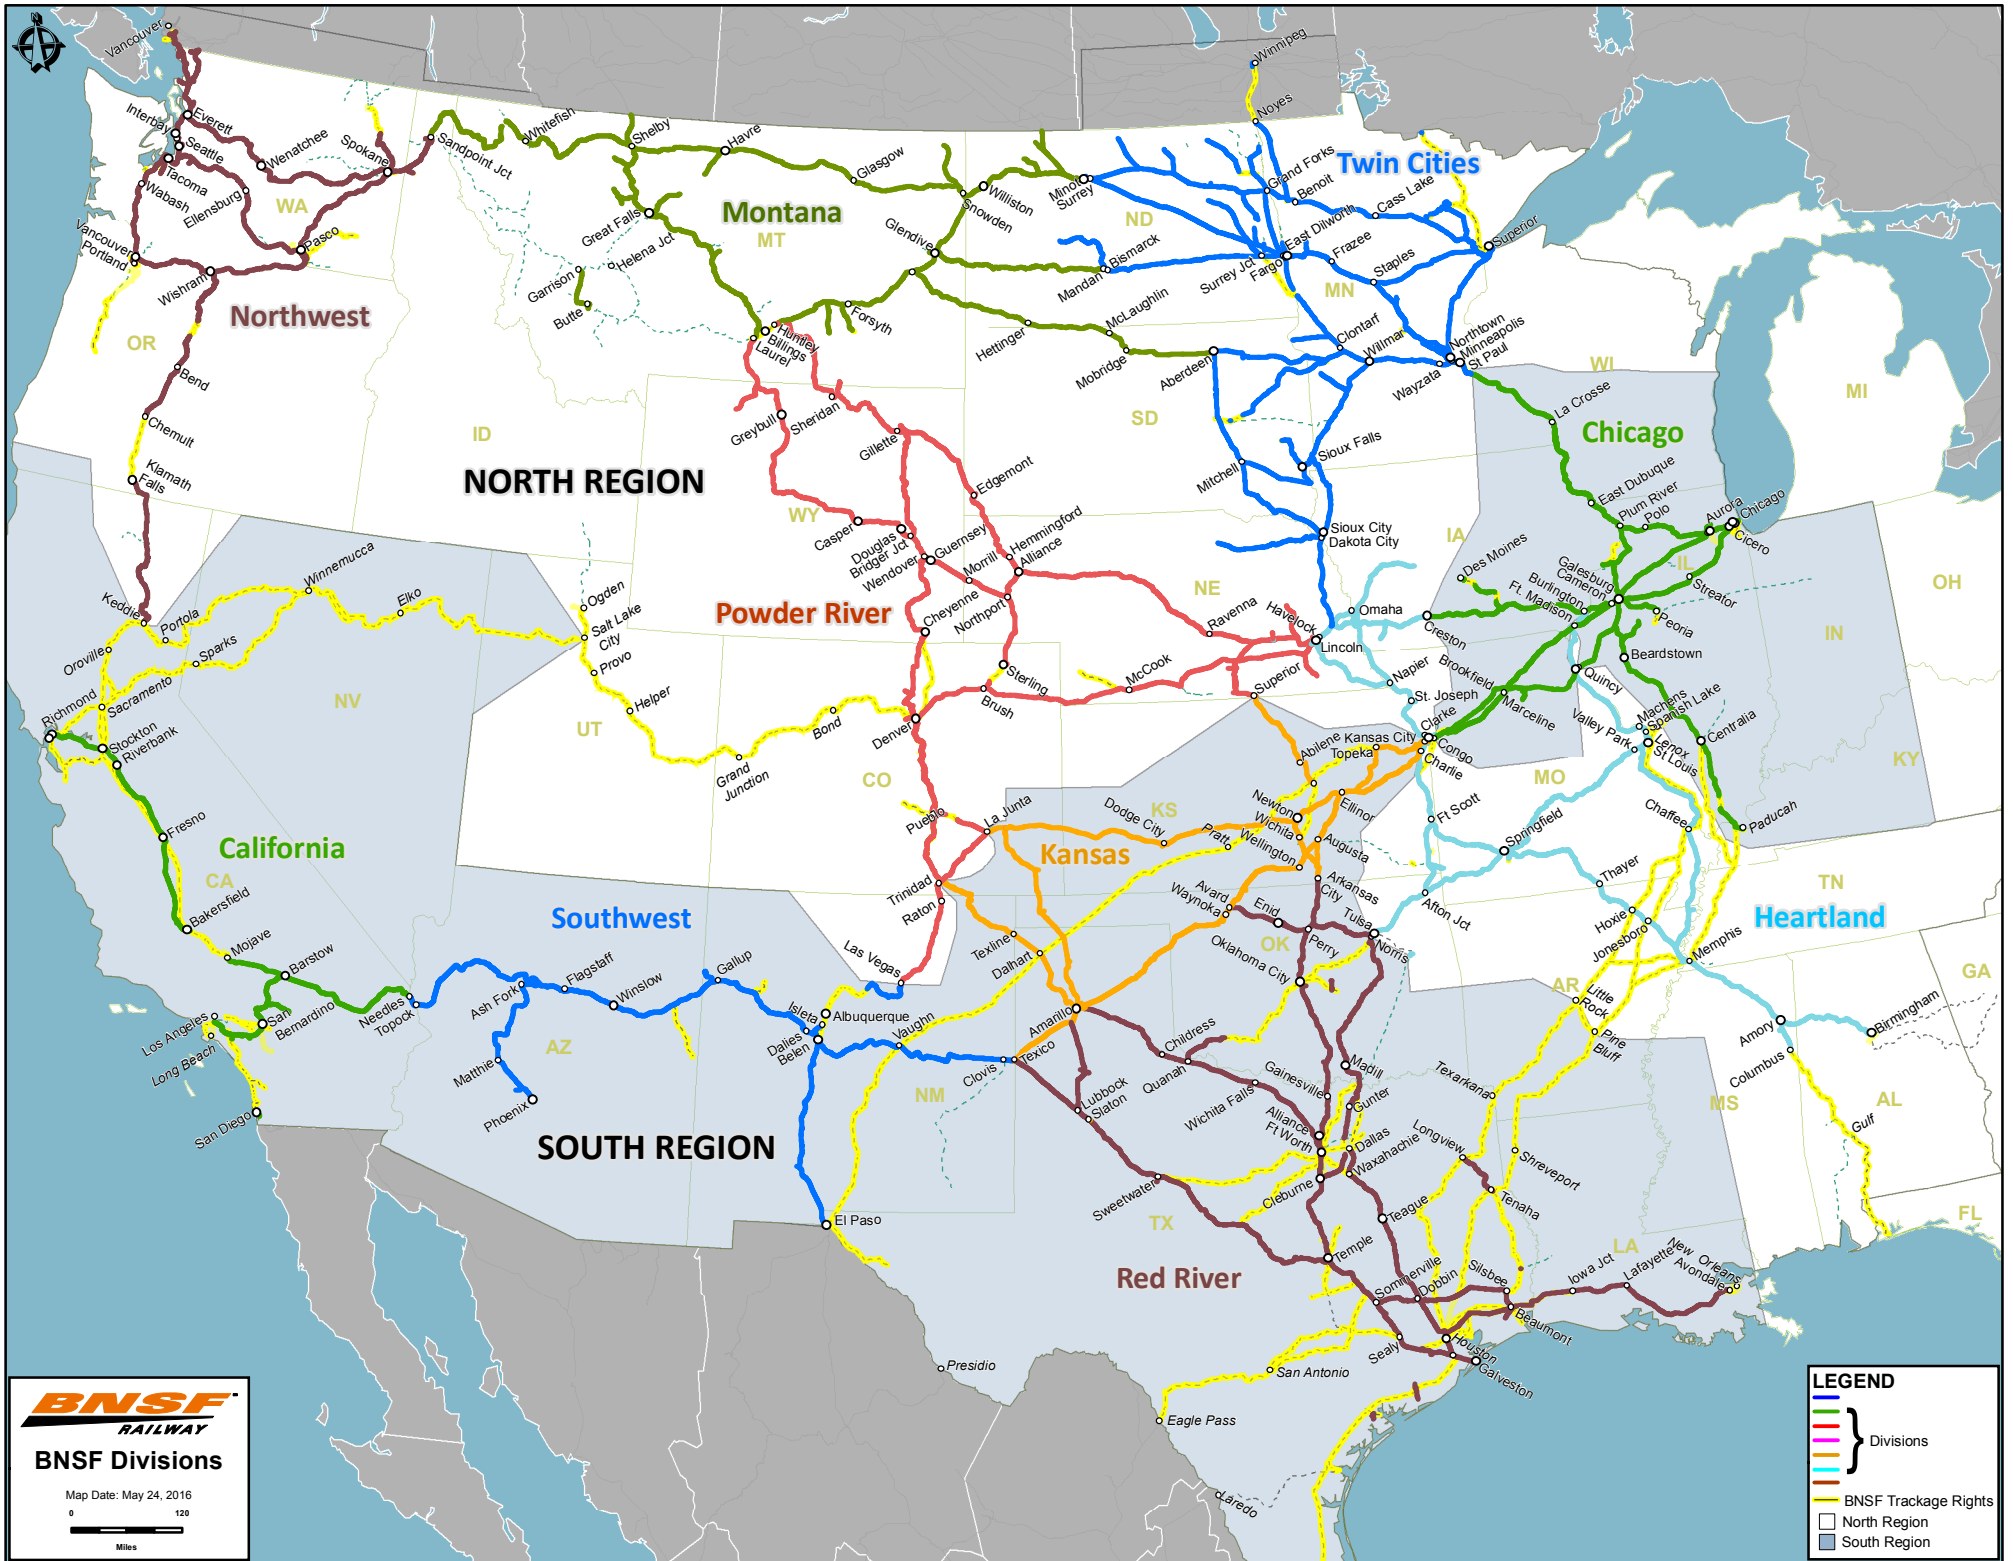 Vancouver
Winnipeg
Noyes
Interbay
Everett
Seattle
Tacoma
Wabash
Ellensburg
Wenatchee
Spokane
WA
Sandpoint Jct
Whitefish
Shelby
Havre
Glasgow
Williston
Snowden
Minot
Surrey
ND
Grand Forks
Benoit
Cass Lake
Twin Cities
Montana
MT
Great Falls
Helena Jct
Garrison
Butte
Glendive
Bismarck
Mandan
Surrey Jct
Fargo
East Dilworth
Frazee
Staples
MN
Superior
Vancouver
Portland
Pasco
Wishram
Northwest
OR
Bend
Chemult
Klamath
Falls
Huntley
Billings
Laurel
Forsyth
Hettinger
McLaughlin
Mobridge
Aberdeen
Clontarf
Willmar
Wayzata
Northtown
Minneapolis
St Paul
WI
MI
La Crosse
Chicago
SD
ID
NORTH REGION
Greybull
Sheridan
Gillette
Edgemont
WY
Casper
Douglas
Bridger Jct
Wendover
Guernsey
Morrill
Hemmingford
Alliance
Northport
Cheyenne
Powder River
Mitchell
Sioux Falls
Sioux City
Dakota City
IA
Des Moines
East Dubuque
Plum River
Polo
Aurora
Chicago
Cicero
IL
Galesburg
Cameron
Burlington
Ft. Madison
Streator
Peoria
Beardstown
IN
OH
Keddie
Portola
Winnemucca
Elko
Oroville
Sparks
Sacramento
Richmond
Stockton
Riverbank
NV
Ogden
Salt Lake
City
Provo
Helper
UT
Grand
Junction
Bond
Denver
CO
NE
Ravenna
Havelock
Lincoln
Omaha
Creston
McCook
Superior
Sterling
Brush
Napier
St. Joseph
Brookfield
Marceline
Quincy
Clarke
Kansas City
Congo
Charlie
Topeka
Abilene
Valley Park
Machens
Spanish Lake
Lenox
St Louis
Centralia
MO
KY
Fresno
California
CA
Bakersfield
Mojave
Barstow
Pueblo
La Junta
Dodge City
KS
Kansas
Newton
Wichita
Pratt
Wellington
Ellinor
Augusta
Arkansas
City
Ft Scott
Springfield
Chaffee
Paducah
Thayer
TN
Heartland
Trinidad
Raton
Las Vegas
Southwest
Texline
Dalhart
Avard
Waynoka
Enid
Perry
Tulsa
Norris
Afton Jct
Hoxie
Jonesboro
Memphis
OK
Oklahoma City
AR
Little
Rock
Pine
Bluff
GA
Amory
Birmingham
Columbus
Los Angeles
Long Beach
San
Bernardino
San Diego
Needles
Topock
Ash Fork
Flagstaff
Winslow
Gallup
Matthie
Phoenix
AZ
Isleta
Albuquerque
Dalies
Belen
Vaughn
Clovis
Texico
NM
Amarillo
Childress
Quanah
Lubbock
Slaton
Wichita Falls
Gainesville
Madill
Gunter
Alliance
Ft Worth
Dallas
Waxahachie
Cleburne
Texarkana
Longview
Shreveport
MS
AL
Gulf
SOUTH REGION
El Paso
Sweetwater
TX
Teague
Tenaha
Temple
Red River
Sommerville
Dobbin
Silsbee
Beaumont
Iowa Jct
Lafayette
New Orleans
Avondale
LA
FL
Sealy
Houston
Galveston
San Antonio
Presidio
Eagle Pass
Laredo
BNSF
RAILWAY
BNSF Divisions
Map Date: May 24, 2016
0 120
Miles
LEGEND
Divisions
BNSF Trackage Rights
North Region
South Region